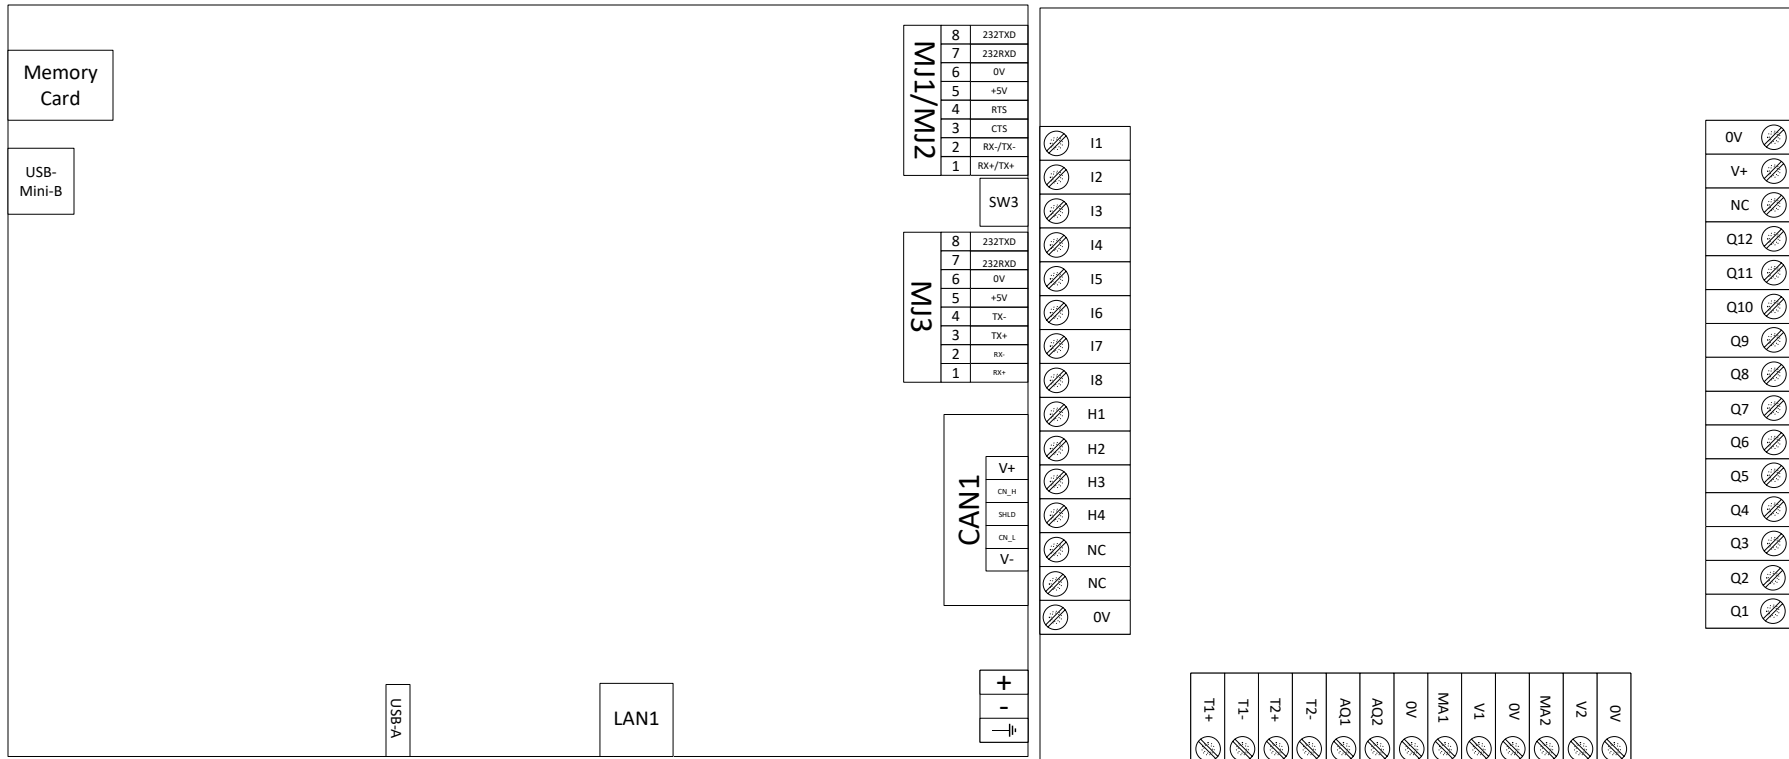 Memory
Card
USB-
Mini-B
MJ1/MJ2
8 232TXD
7 232RXD
6 0V
5 +5V
4 RTS
3 CTS
2 RX-/TX-
1 RX+/TX+
SW3
MJ3
8 232TXD
7 232RXD
6 0V
5 +5V
4 TX-
3 TX+
2 RX-
1 RX+
CAN1
V+
CN_H
SHLD
CN_L
V-
+
-
USB-A
LAN1
I1
I2
I3
I4
I5
I6
I7
I8
H1
H2
H3
H4
NC
NC
0V
0V
V+
NC
Q12
Q11
Q10
Q9
Q8
Q7
Q6
Q5
Q4
Q3
Q2
Q1
T1+
T1-
T2+
T2-
AQ1
AQ2
0V
MA1
V1
0V
MA2
V2
0V